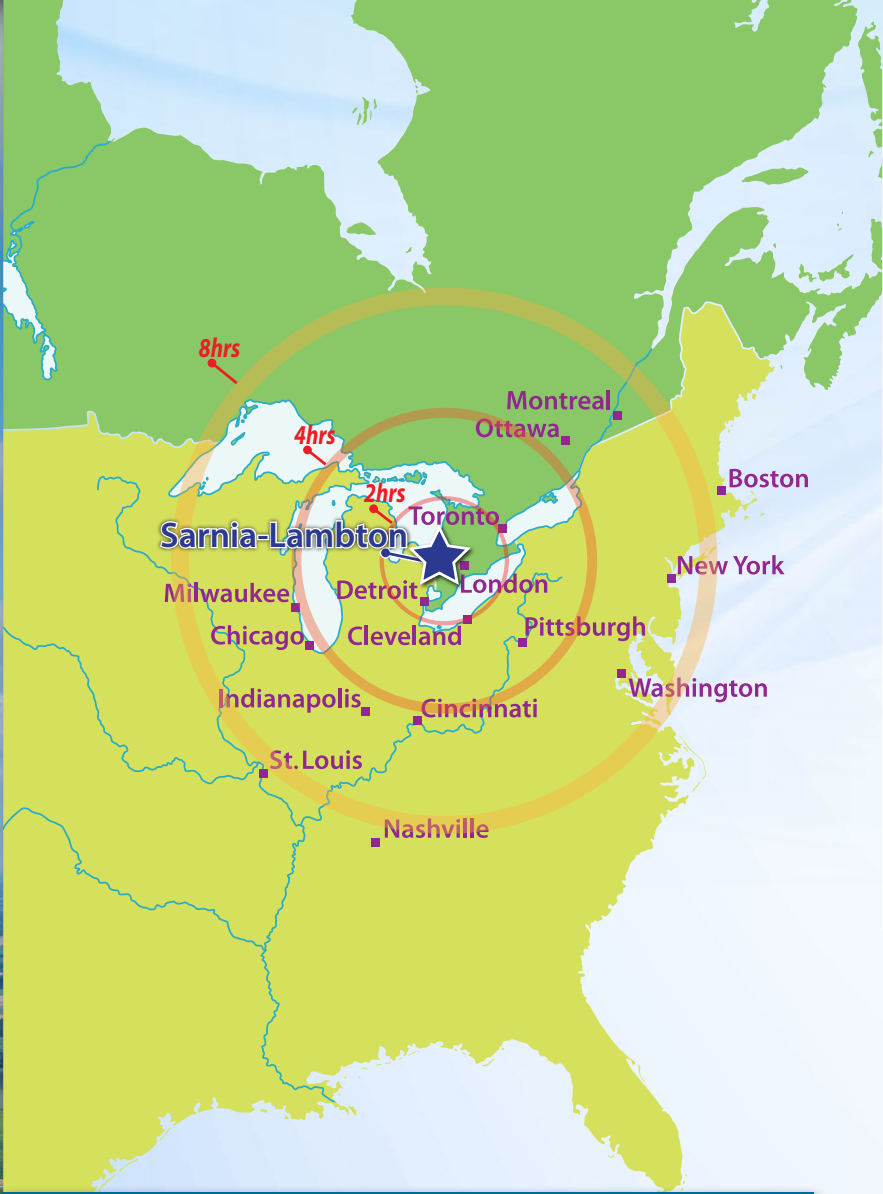 8hrs
Montreal
Ottawa
4hrs
Boston
2hrs
Toronto
Sarnia-Lambton
New York
London
Detroit
Milwaukee
Pittsburgh
Chicago
Cleveland
Washington
Indianapolis
Cincinnati
St. Louis
Nashville